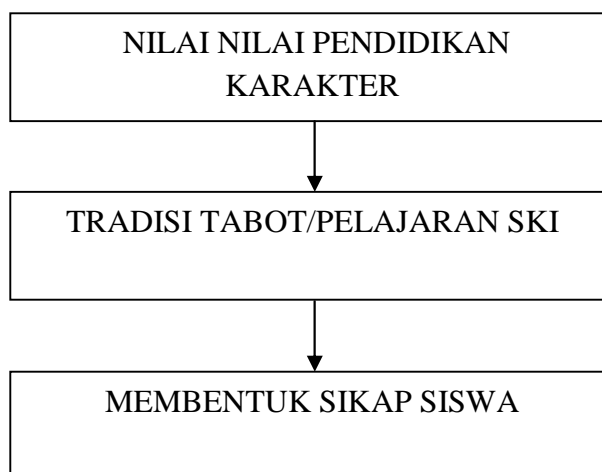 NILAI NILAI PENDIDIKAN
KARAKTER
TRADISI TABOT/PELAJARAN SKI
MEMBENTUK SIKAP SISWA